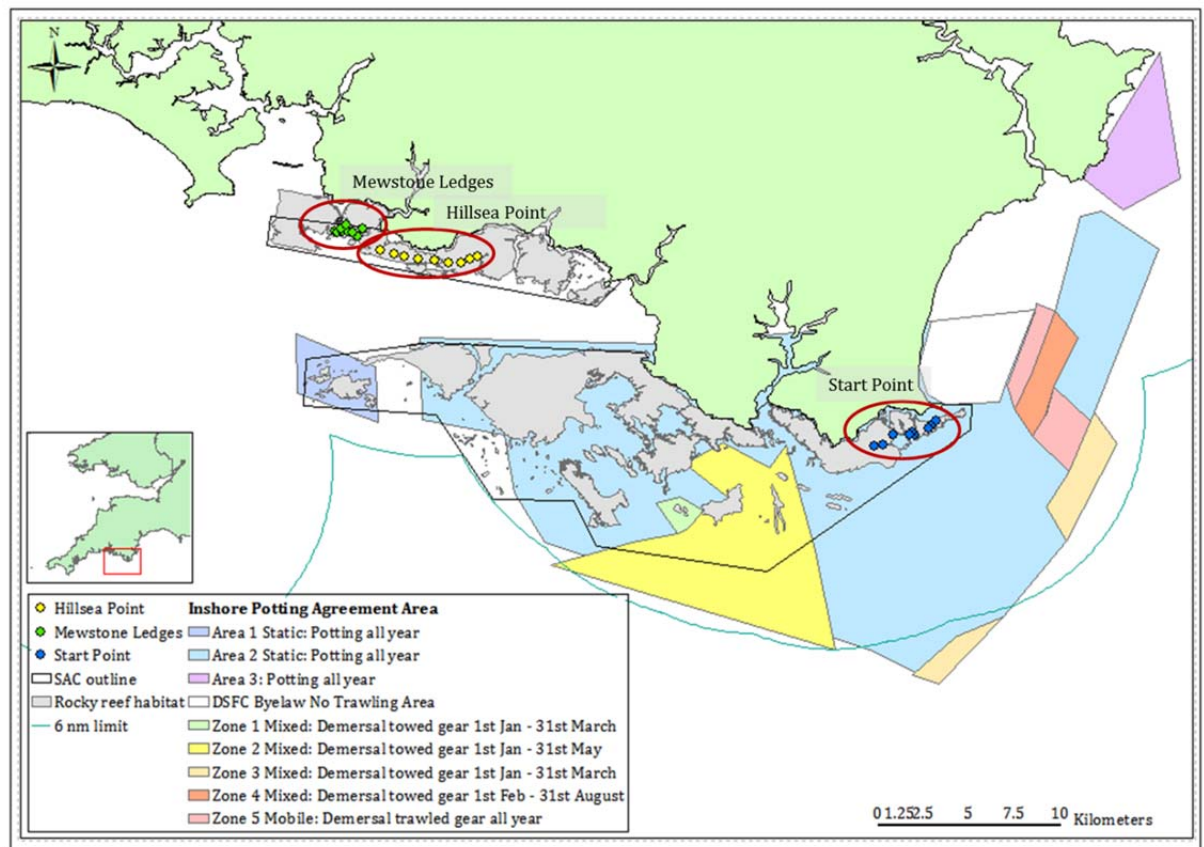 N
Mewstone Ledges
Hillsea Point
Start Point
Hillsea Point
Mewstone Ledges
Start Point
SAC outline
Rocky reef habitat
6 nm limit
Inshore Potting Agreement Area
Area 1 Static: Potting all year
Area 2 Static: Potting all year
Area 3: Potting all year
DSFC Byelaw No Trawling Area
Zone 1 Mixed: Demersal towed gear 1st Jan - 31st March
Zone 2 Mixed: Demersal towed gear 1st Jan - 31st May
Zone 3 Mixed: Demersal towed gear 1st Jan - 31st March
Zone 4 Mixed: Demersal towed gear 1st Feb - 31st August
Zone 5 Mobile: Demersal trawled gear all year
0 1.25 2.5 5 7.5 10 Kilometers